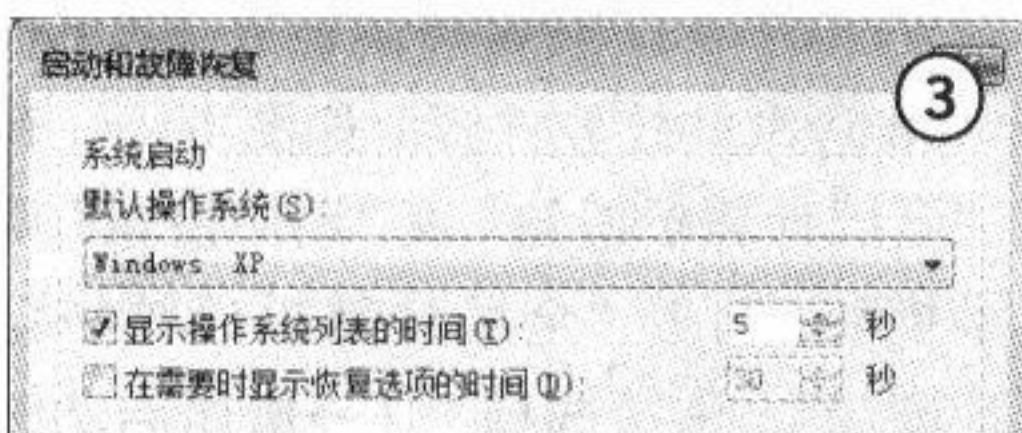 启动和故障恢复
③
系统启动
默认操作系统(S):
Windows XP
显示操作系统列表的时间(T): 5 秒
在需要时显示恢复选项的时间(D): 30 秒